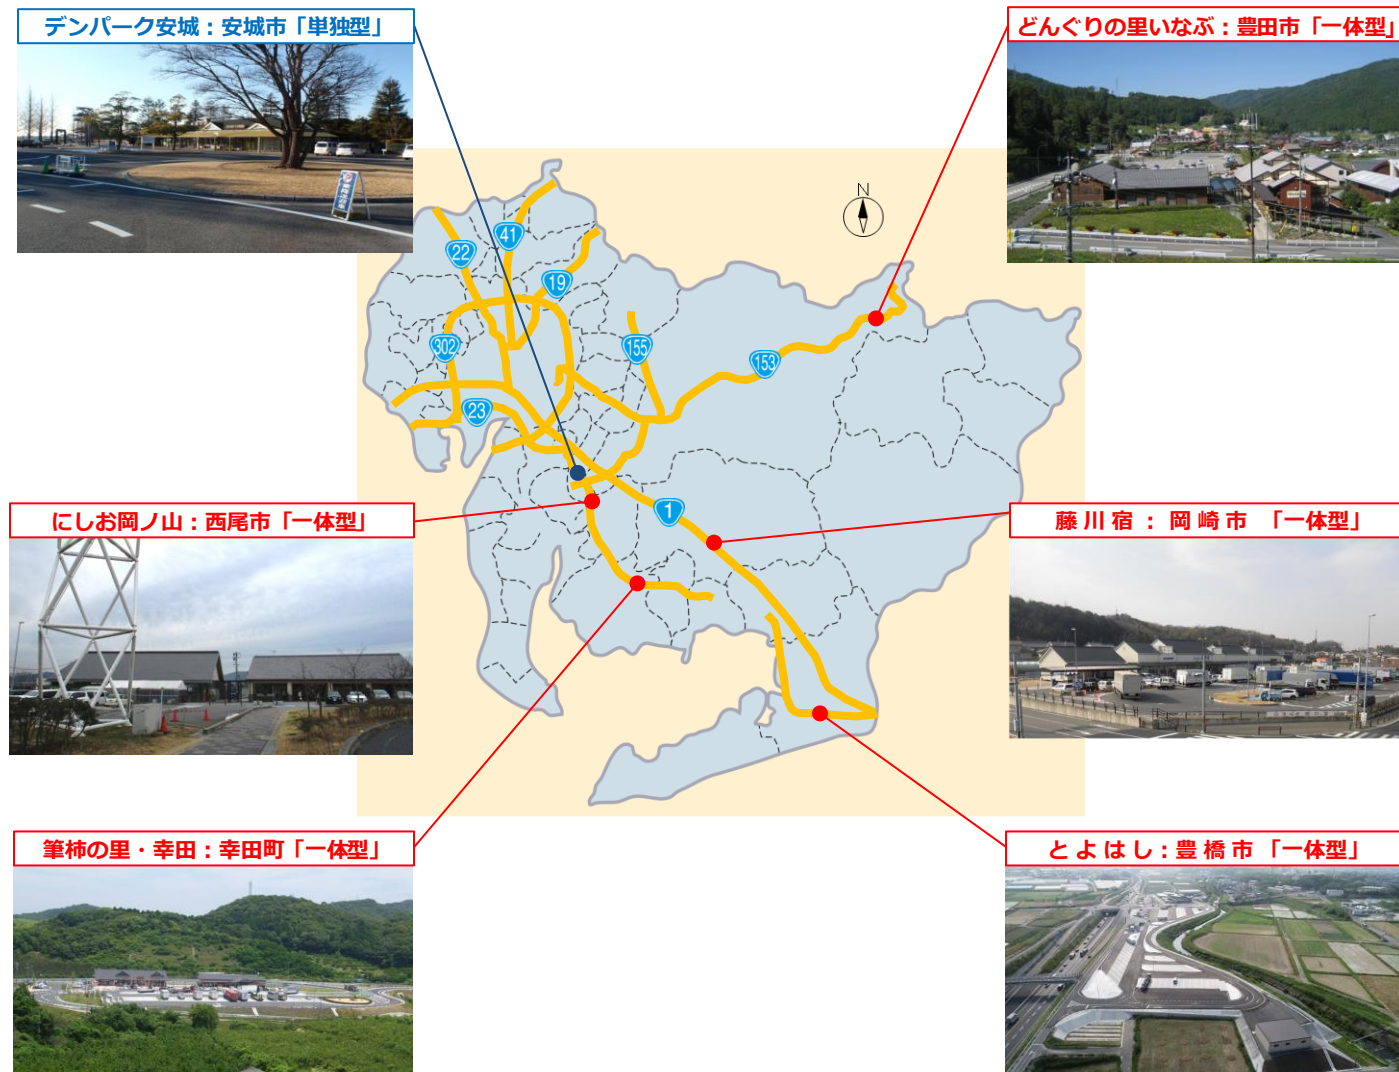 デンパーク安城：安城市「単独型」
どんぐりの里いなぶ：豊田市「一体型」
N
41
22
19
302
155
153
23
1
にしお岡ノ山：西尾市「一体型」
藤川宿：岡崎市「一体型」
筆柿の里・幸田：幸田町「一体型」
とよはし：豊橋市「一体型」